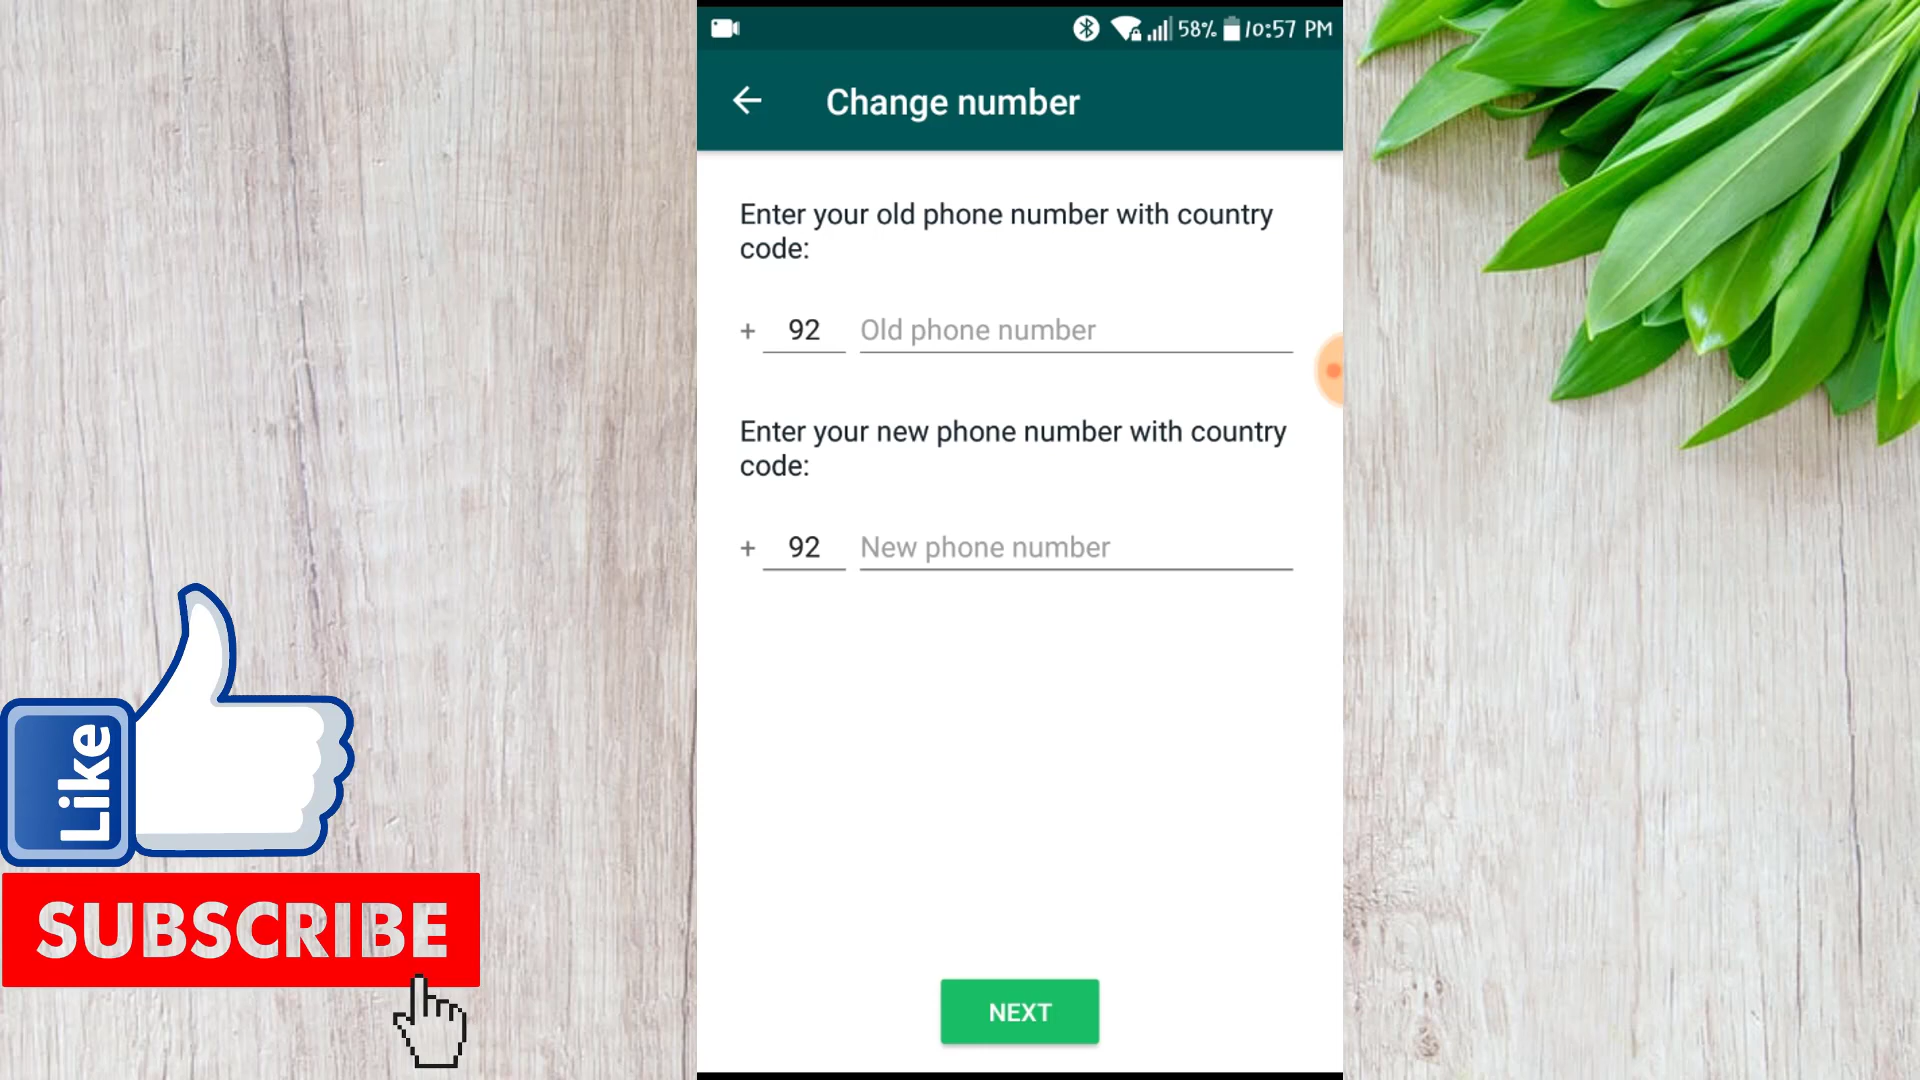 58% 10:57 PM
Change number
Enter your old phone number with country
code:
+ 92 Old phone number
Enter your new phone number with country
code:
+ 92 New phone number
NEXT
Like
SUBSCRIBE